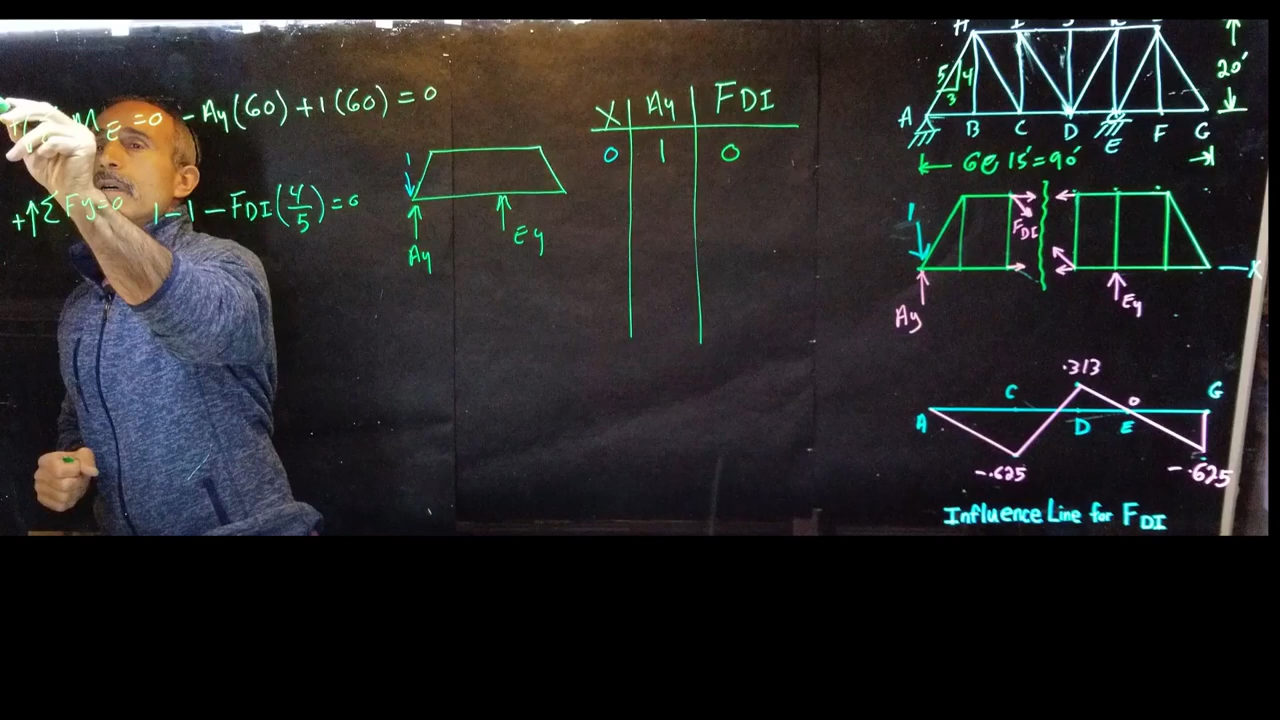 M E = 0 - Ay(60) + 1(60) = 0
+↑ΣFy=0 1 - 1 - FDI(4/5) = 0
1
Ay
Ey
X Ay FDI
0 1 0
H
5 4
3
20'
A B C D E F G
6@ 15' = 90'
1
FDI
X
Ay
Ey
.313
A C D E 0 G
-.625 -.625
Influence Line for FDI